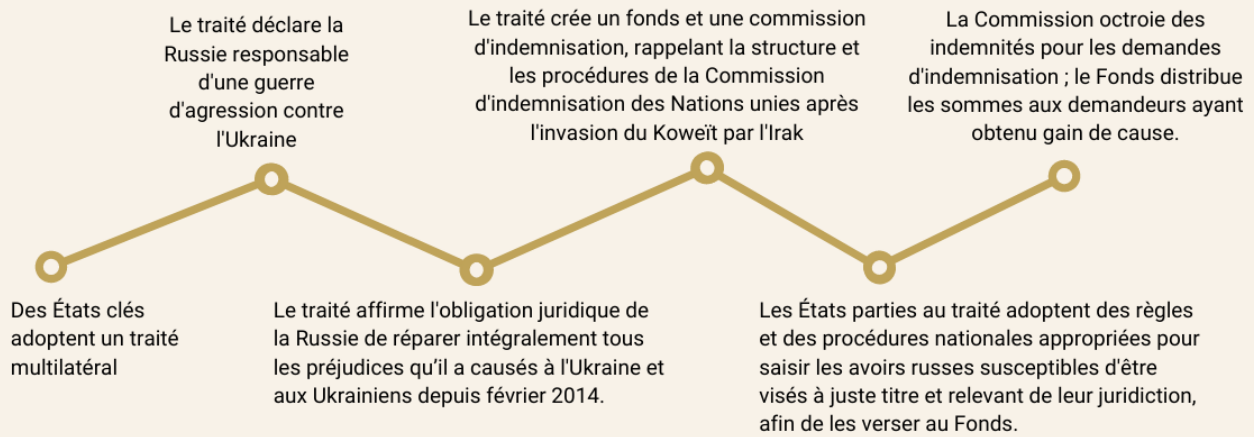 Des États clés
adoptent un traité
multilatéral
Le traité déclare la
Russie responsable
d'une guerre
d'agression contre
l'Ukraine
Le traité affirme l'obligation juridique de
la Russie de réparer intégralement tous
les préjudices qu’il a causés à l'Ukraine et
aux Ukrainiens depuis février 2014.
Le traité crée un fonds et une commission
d'indemnisation, rappelant la structure et
les procédures de la Commission
d'indemnisation des Nations unies après
l'invasion du Koweït par l'Irak
Les États parties au traité adoptent des règles
et des procédures nationales appropriées pour
saisir les avoirs russes susceptibles d'être
visés à juste titre et relevant de leur juridiction,
afin de les verser au Fonds.
La Commission octroie des
indemnités pour les demandes
d'indemnisation ; le Fonds distribue
les sommes aux demandeurs ayant
obtenu gain de cause.